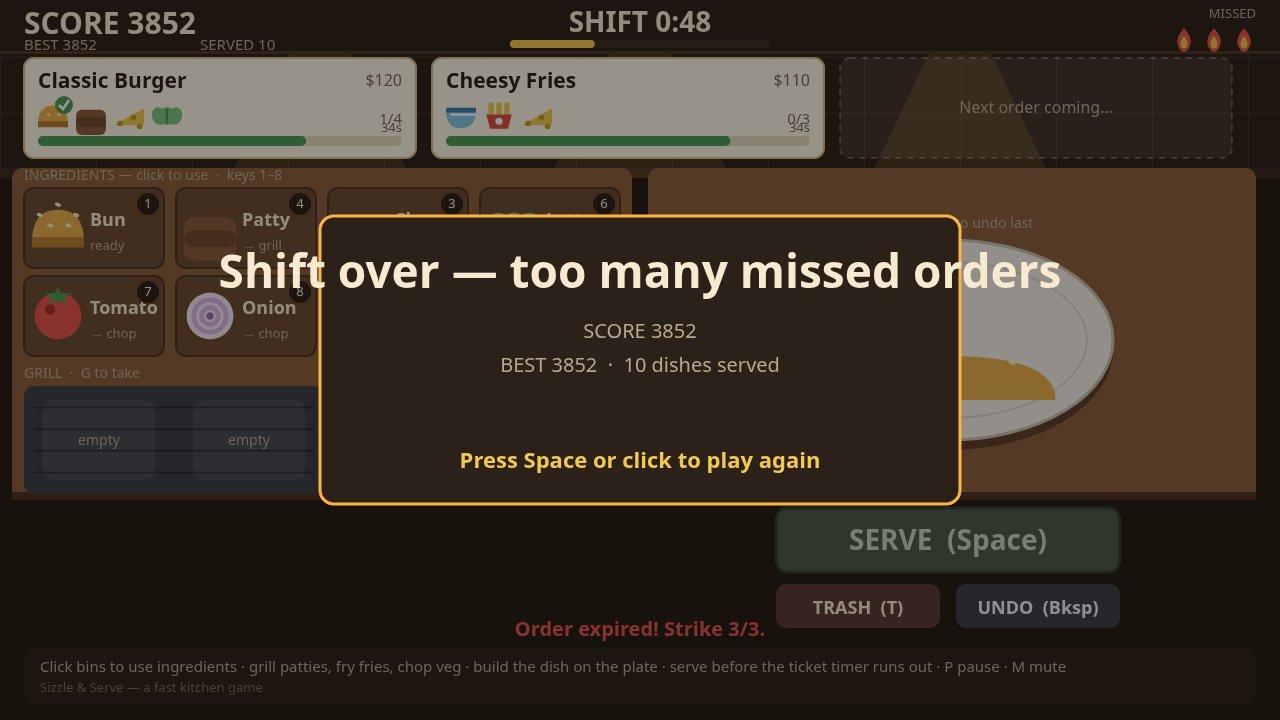 SCORE 3852
SHIFT 0:48
MISSED
BEST 3852
SERVED 10
Classic Burger
$120
1/4
34s
Cheesy Fries
$110
0/3
34s
Next order coming…
INGREDIENTS — click to use · keys 1–8
Bun
ready
1
Patty
→ grill
4
3
6
o undo last
Tomato
→ chop
7
Onion
→ chop
8
GRILL · G to take
empty
empty
Shift over — too many missed orders
SCORE 3852
BEST 3852 · 10 dishes served
Press Space or click to play again
SERVE (Space)
TRASH (T)
UNDO (Bksp)
Order expired! Strike 3/3.
Click bins to use ingredients · grill patties, fry fries, chop veg · build the dish on the plate · serve before the ticket timer runs out · P pause · M mute
Sizzle & Serve — a fast kitchen game